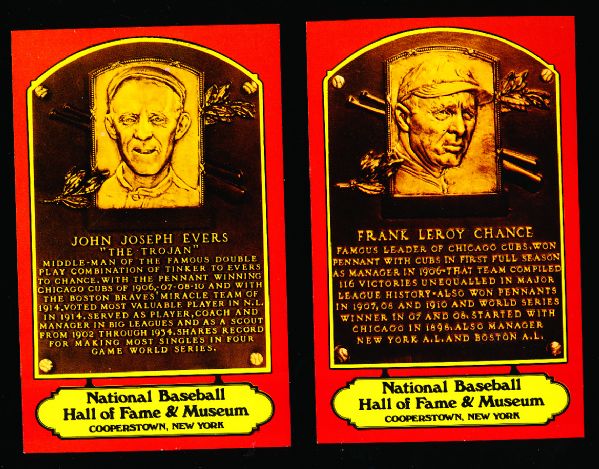 JOHN JOSEPH EVERS
"THE TROJAN"
MIDDLE-MAN OF THE FAMOUS DOUBLE
PLAY COMBINATION OF TINKER TO EVERS
TO CHANCE. WITH THE PENNANT WINNING
CHICAGO CUBS OF 1906,-07-08-10 AND WITH
THE BOSTON BRAVES' MIRACLE TEAM OF
1914. VOTED MOST VALUABLE PLAYER IN N.L.
IN 1914. SERVED AS PLAYER, COACH AND
MANAGER IN BIG LEAGUES AND AS A SCOUT
FROM 1902 THROUGH 1934. SHARES RECORD
FOR MAKING MOST SINGLES IN FOUR
GAME WORLD SERIES.
National Baseball
Hall of Fame & Museum
COOPERSTOWN, NEW YORK
FRANK LEROY CHANCE
FAMOUS LEADER OF CHICAGO CUBS. WON
PENNANT WITH CUBS IN FIRST FULL SEASON
AS MANAGER IN 1906·THAT TEAM COMPILED
116 VICTORIES UNEQUALLED IN MAJOR
LEAGUE HISTORY·ALSO WON PENNANTS
IN 1907, 08 AND 1910 AND WORLD SERIES
WINNER IN 07 AND 08. STARTED WITH
CHICAGO IN 1898. ALSO MANAGER
NEW YORK A.L. AND BOSTON A.L.
National Baseball
Hall of Fame & Museum
COOPERSTOWN, NEW YORK